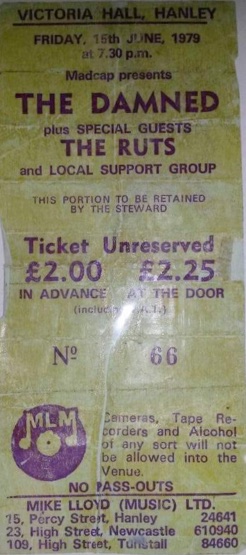 VICTORIA HALL, HANLEY
FRIDAY, 15th JUNE, 1979
at 7.30 p.m.
Madcap presents
THE DAMNED
plus SPECIAL GUESTS
THE RUTS
and LOCAL SUPPORT GROUP
THIS PORTION TO BE RETAINED
BY THE STEWARD
Ticket Unreserved
£2.00 £2.25
IN ADVANCE AT THE DOOR
(including V.A.T.)
Nº 66
MLM
Cameras, Tape Re-
corders and Alcohol
of any sort will not
be allowed into the
Venue.
NO PASS-OUTS
MIKE LLOYD (MUSIC) LTD,
15, Percy Street, Hanley 24641
23, High Street, Newcastle 610940
109, High Street, Tunstall 84660